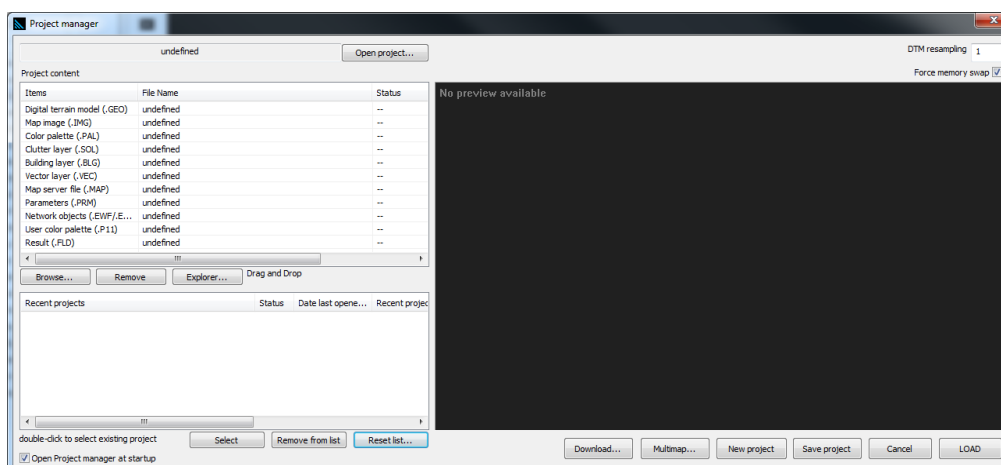 Project manager
undefined
Open project...
DTM resampling 1
Project content
Force memory swap
Items File Name Status
Digital terrain model (.GEO) undefined --
Map image (.IMG) undefined --
Color palette (.PAL) undefined --
Clutter layer (.SOL) undefined --
Building layer (.BLG) undefined --
Vector layer (.VEC) undefined --
Map server file (.MAP) undefined --
Parameters (.PRM) undefined --
Network objects (.EWF/.E... undefined --
User color palette (.P11) undefined --
Result (.FLD) undefined --
No preview available
Browse... Remove Explorer... Drag and Drop
Recent projects Status Date last opene... Recent projec
double-click to select existing project Select Remove from list Reset list...
Open Project manager at startup
Download... Multimap... New project Save project Cancel LOAD